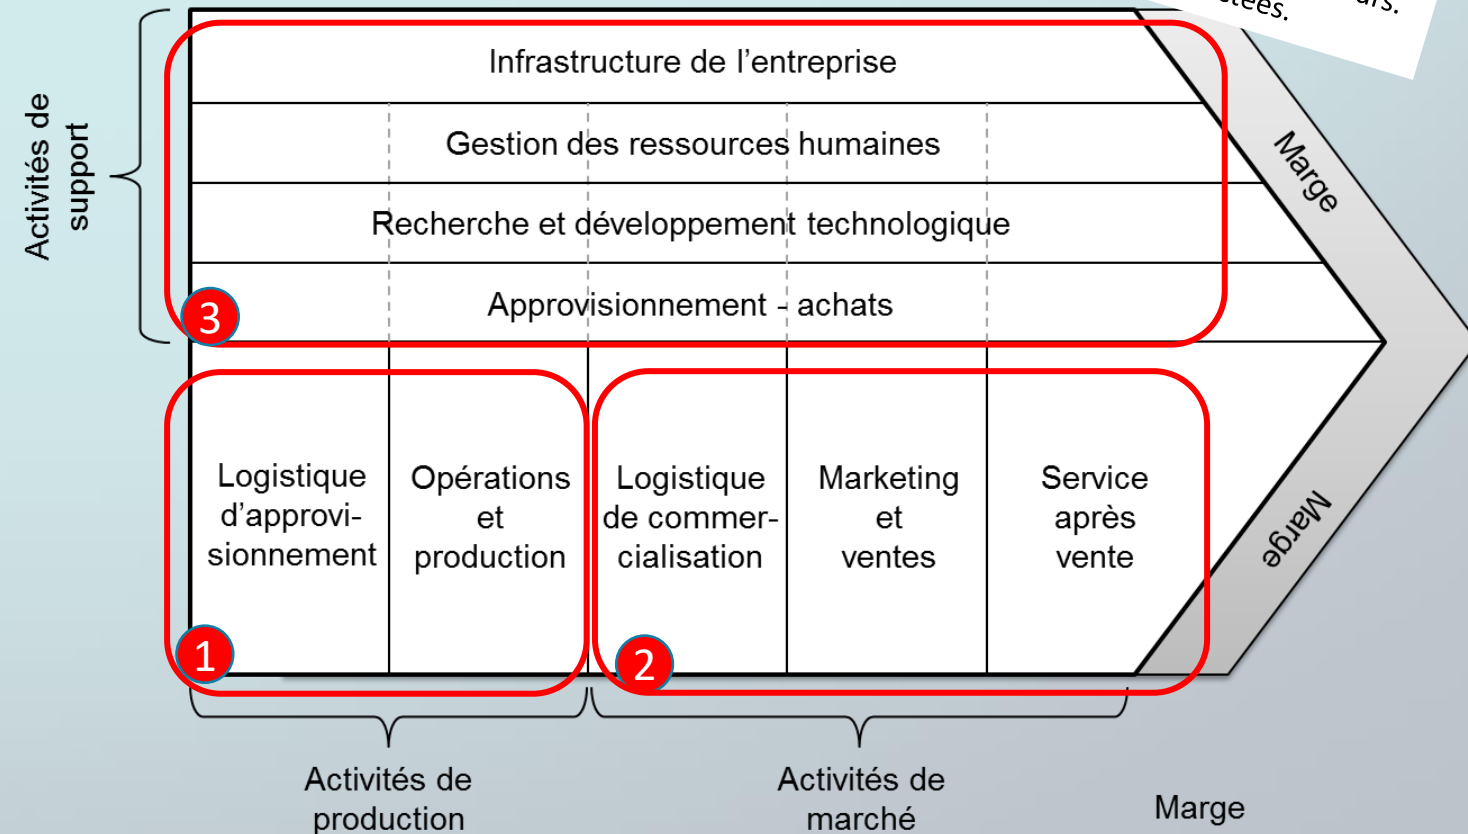 Infrastructure de l’entreprise
Gestion des ressources humaines
Recherche et développement technologique
Approvisionnement - achats
Activités de
support
3
Marge
Marge
Logistique
d’approvi-
sionnement
Opérations
et
production
Logistique
de commer-
cialisation
Marketing
et
ventes
Service
après
vente
1
2
Activités de
production
Activités de
marché
Marge